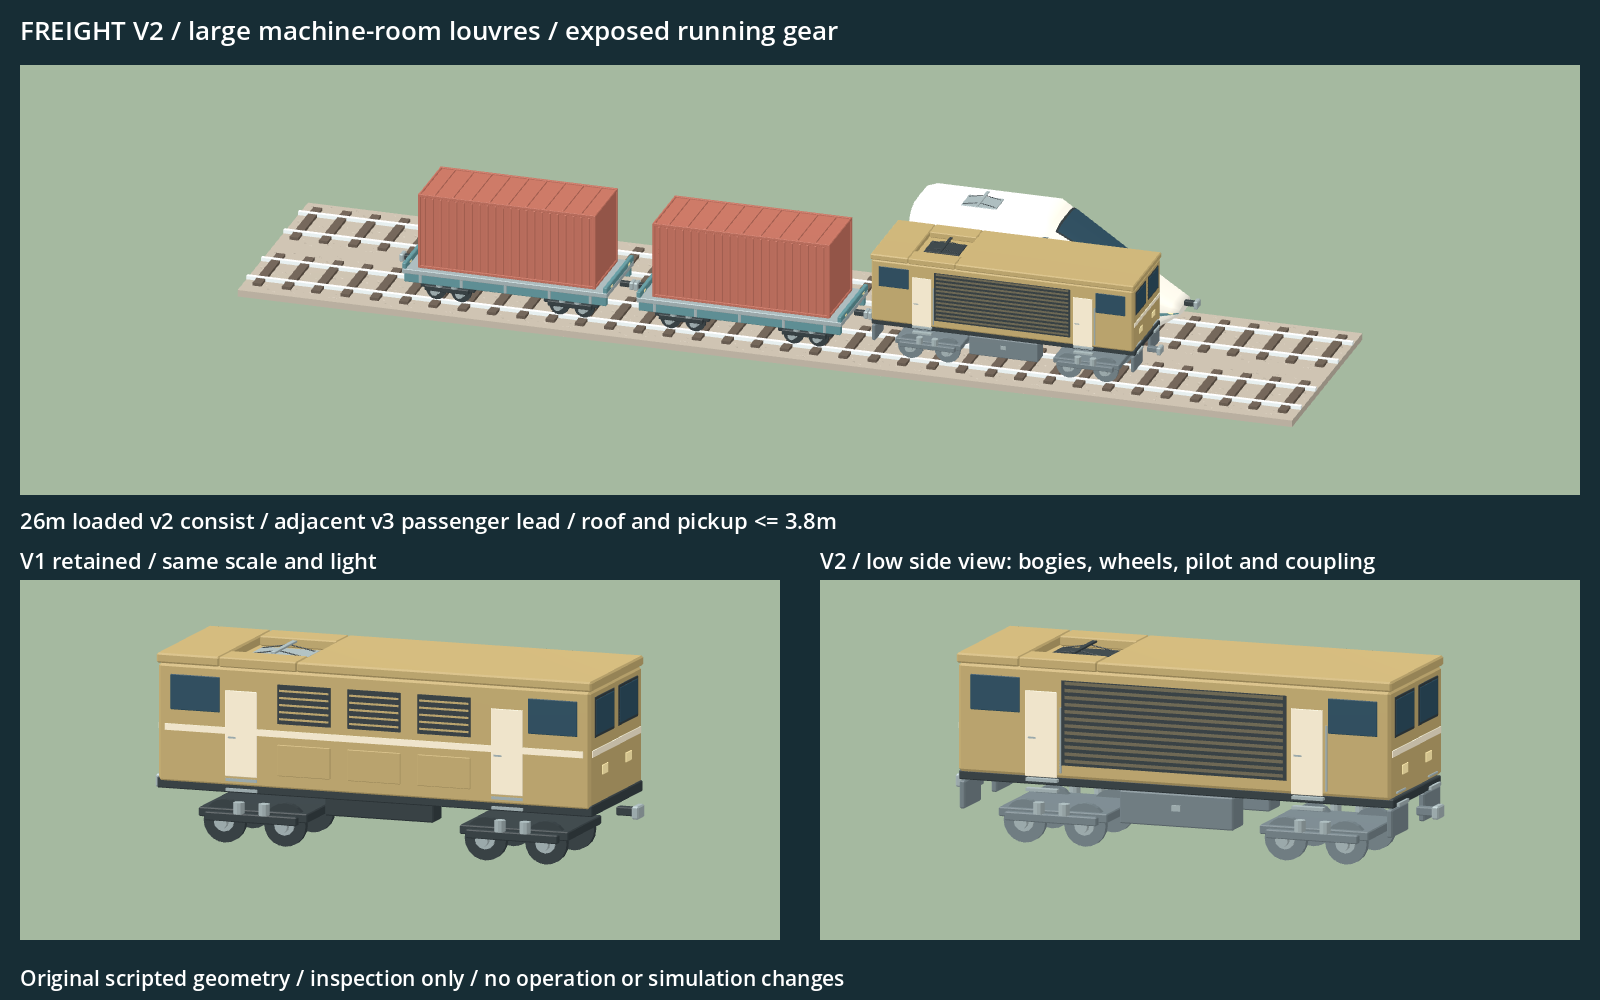 FREIGHT V2 / large machine-room louvres / exposed running gear
26m loaded v2 consist / adjacent v3 passenger lead / roof and pickup <= 3.8m
V1 retained / same scale and light
V2 / low side view: bogies, wheels, pilot and coupling
Original scripted geometry / inspection only / no operation or simulation changes